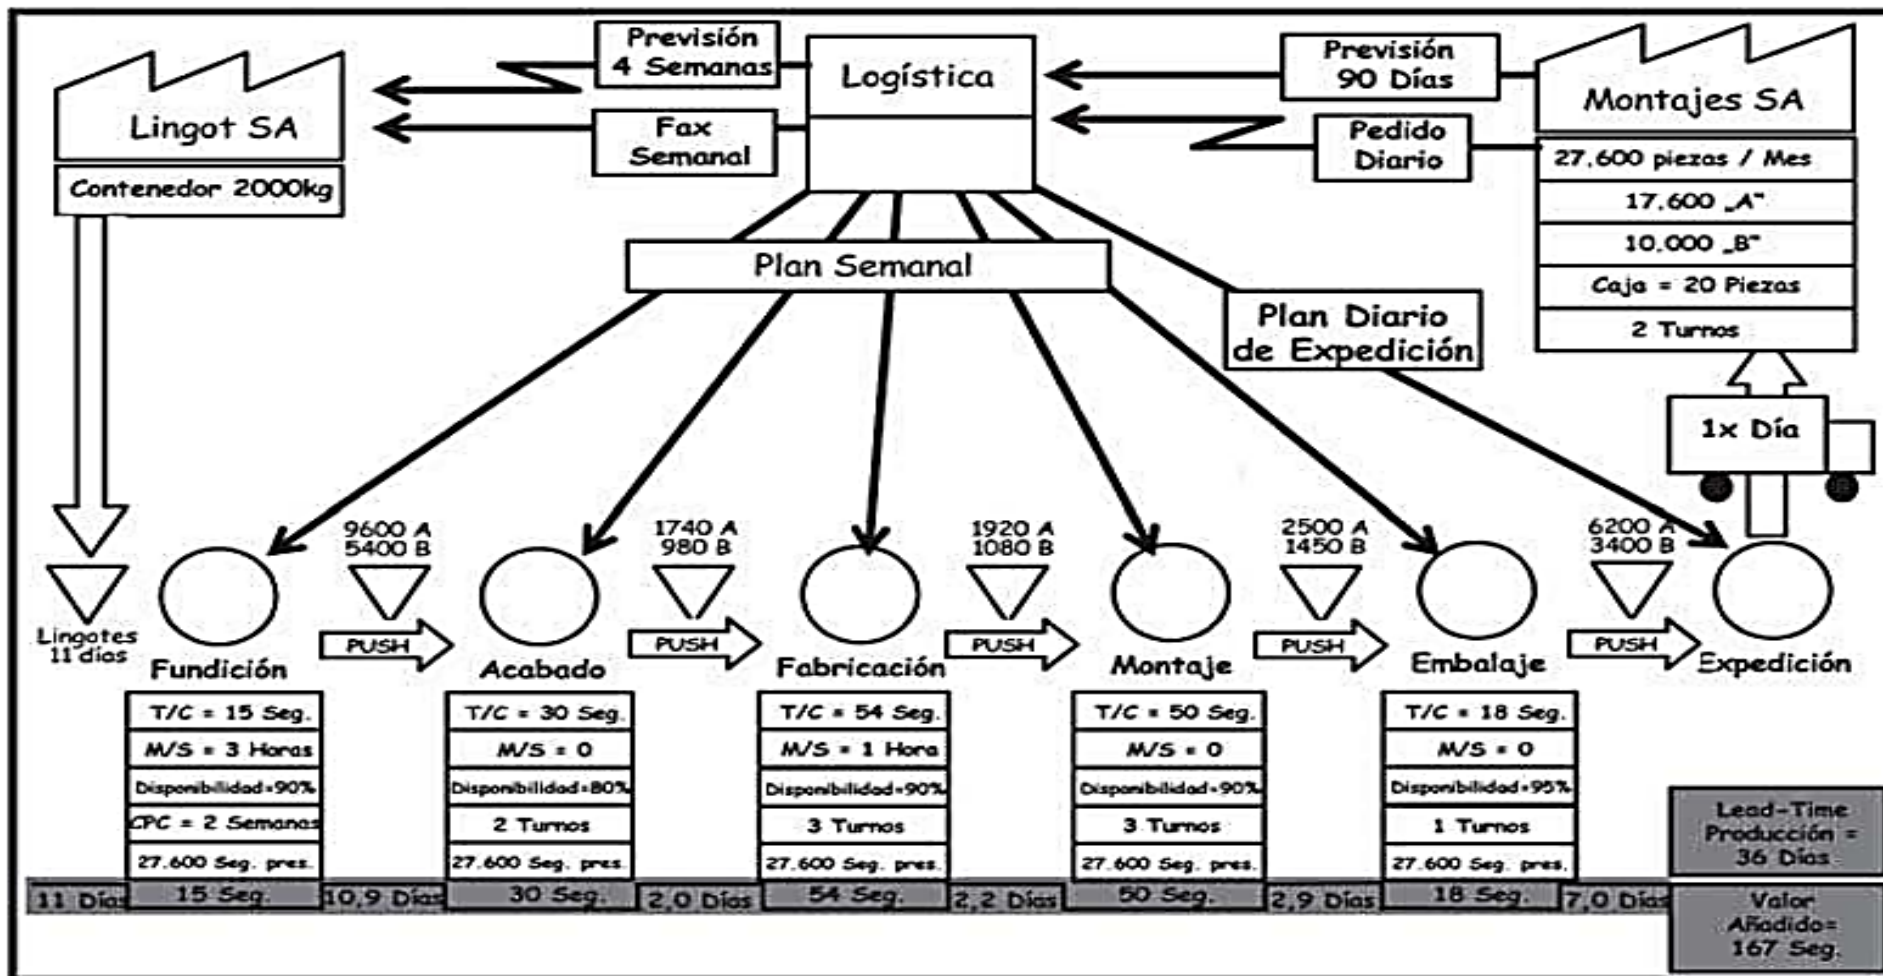 Previsión
4 Semanas
Logística
Previsión
90 Días
Montajes SA
Lingot SA
Fax
Semanal
Pedido
Diario
27.600 piezas / Mes
Contenedor 2000kg
17.600 „A"
10.000 „B"
Plan Semanal
Caja = 20 Piezas
Plan Diario
de Expedición
2 Turnos
1x Día
9600 A
5400 B
1740 A
980 B
1920 A
1080 B
2500 A
1450 B
6200 A
3400 B
Lingotes
11 días
PUSH
PUSH
PUSH
PUSH
PUSH
Fundición
Acabado
Fabricación
Montaje
Embalaje
Expedición
T/C = 15 Seg.
M/S = 3 Horas
Disponibilidad=90%
CPC = 2 Semanas
27.600 Seg. pres.
T/C = 30 Seg.
M/S = 0
Disponibilidad=80%
2 Turnos
27.600 Seg. pres.
T/C = 54 Seg.
M/S = 1 Hora
Disponibilidad=90%
3 Turnos
27.600 Seg. pres.
T/C = 50 Seg.
M/S = 0
Disponibilidad=90%
3 Turnos
27.600 Seg. pres.
T/C = 18 Seg.
M/S = 0
Disponibilidad=95%
1 Turnos
27.600 Seg. pres.
11 Días
15 Seg.
10,9 Días
30 Seg.
2,0 Días
54 Seg.
2,2 Días
50 Seg.
2,9 Días
18 Seg.
7,0 Días
Lead-Time
Producción =
36 Días
Valor
Añadido=
167 Seg.